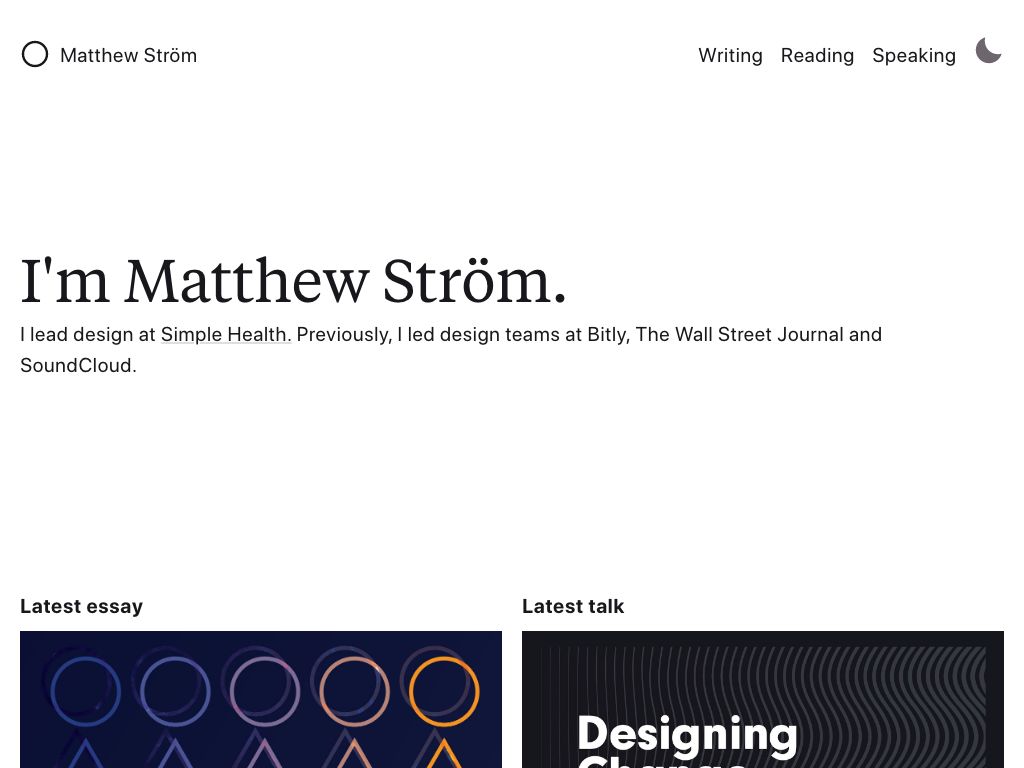 Matthew Ström
Writing Reading Speaking
I'm Matthew Ström.
I lead design at Simple Health. Previously, I led design teams at Bitly, The Wall Street Journal and
SoundCloud.
Latest essay
Latest talk
Designing
Change